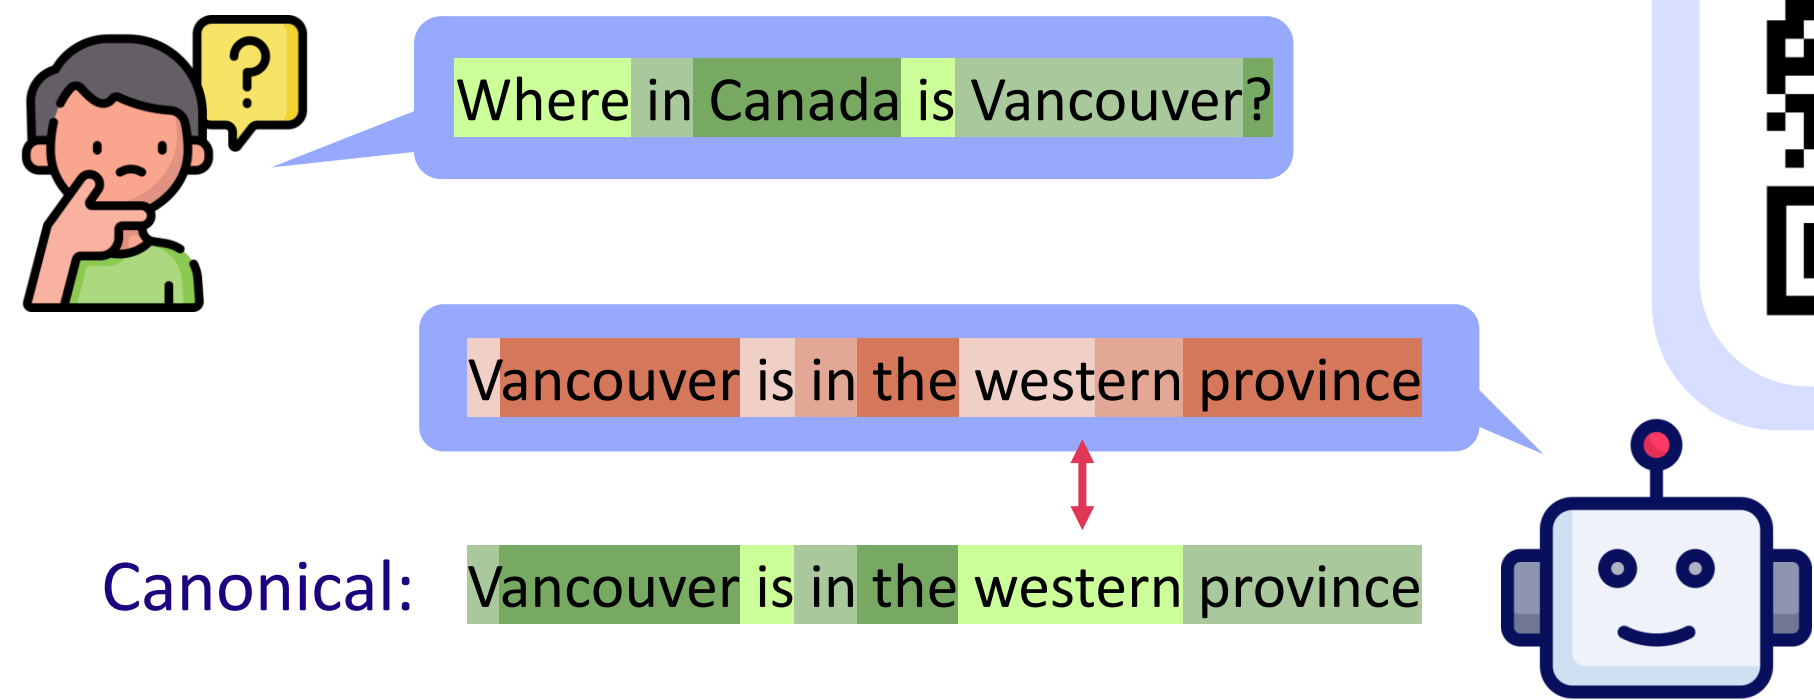 ?
Where in Canada is Vancouver?
Vancouver is in the western province
Canonical: Vancouver is in the western province